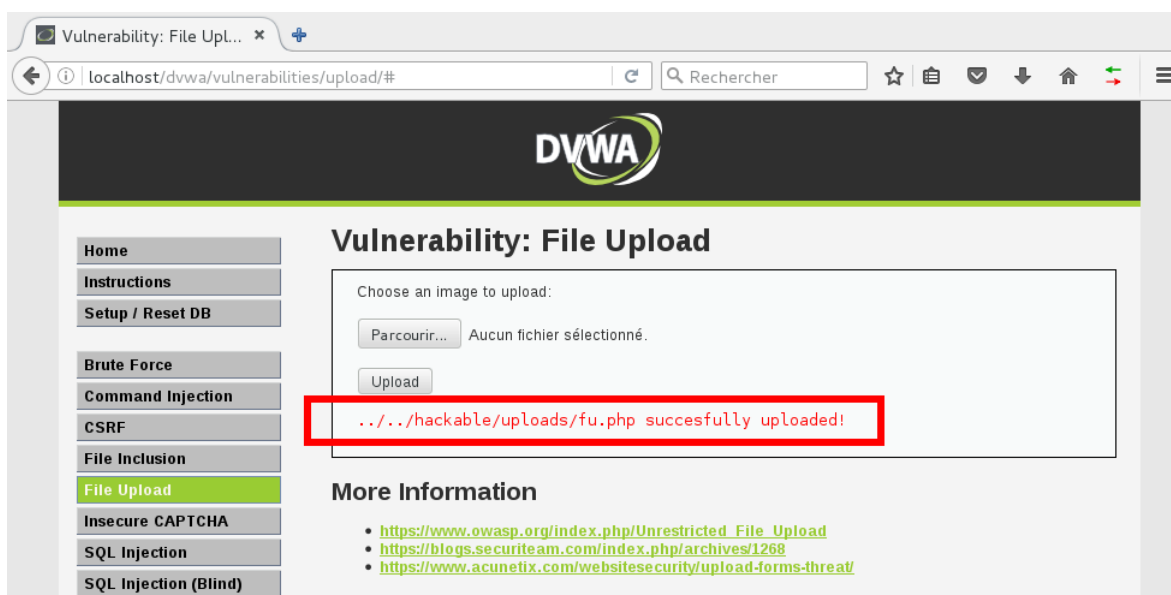 Vulnerability: File Upl...
localhost/dvwa/vulnerabilities/upload/#
Rechercher
DVWA
Home
Instructions
Setup / Reset DB
Brute Force
Command Injection
CSRF
File Inclusion
File Upload
Insecure CAPTCHA
SQL Injection
SQL Injection (Blind)
Vulnerability: File Upload
Choose an image to upload:
Parcourir... Aucun fichier sélectionné.
Upload
../../hackable/uploads/fu.php succesfully uploaded!
More Information
https://www.owasp.org/index.php/Unrestricted_File_Upload
https://blogs.securiteam.com/index.php/archives/1268
https://www.acunetix.com/websitesecurity/upload-forms-threat/